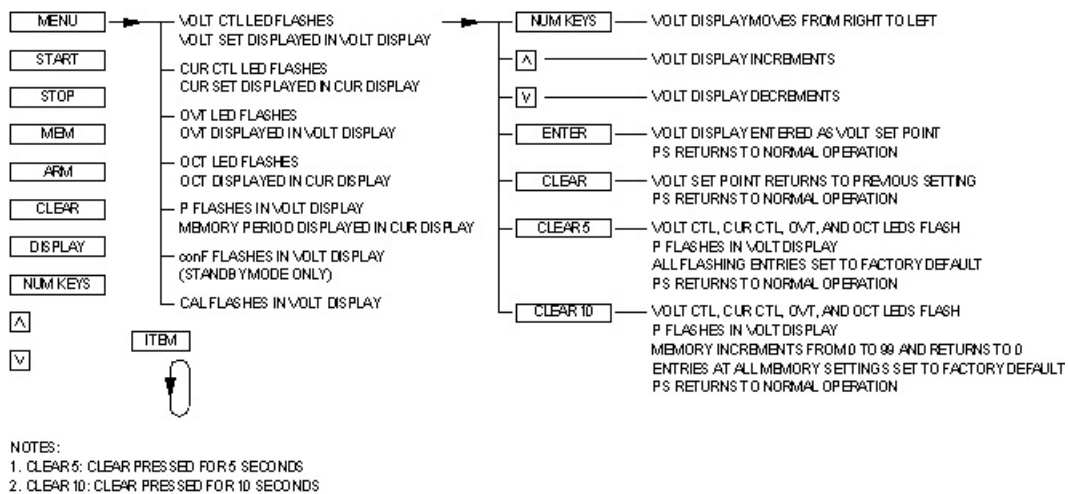 MENU
START
STOP
MEM
ARM
CLEAR
DISPLAY
NUM KEYS
Λ
V
VOLT CTL LED FLASHES
VOLT SET DISPLAYED IN VOLT DISPLAY
CUR CTL LED FLASHES
CUR SET DISPLAYED IN CUR DISPLAY
OVT LED FLASHES
OVT DISPLAYED IN VOLT DISPLAY
OCT LED FLASHES
OCT DISPLAYED IN CUR DISPLAY
P FLASHES IN VOLT DISPLAY
MEMORY PERIOD DISPLAYED IN CUR DISPLAY
conF FLASHES IN VOLT DISPLAY
(STANDBY MODE ONLY)
CAL FLASHES IN VOLT DISPLAY
ITEM
NUM KEYS
VOLT DISPLAY MOVES FROM RIGHT TO LEFT
Λ
VOLT DISPLAY INCREMENTS
V
VOLT DISPLAY DECREMENTS
ENTER
VOLT DISPLAY ENTERED AS VOLT SET POINT
PS RETURNS TO NORMAL OPERATION
CLEAR
VOLT SET POINT RETURNS TO PREVIOUS SETTING
PS RETURNS TO NORMAL OPERATION
CLEAR 5
VOLT CTL, CUR CTL, OVT, AND OCT LEDS FLASH
P FLASHES IN VOLT DISPLAY
ALL FLASHING ENTRIES SET TO FACTORY DEFAULT
PS RETURNS TO NORMAL OPERATION
CLEAR 10
VOLT CTL, CUR CTL, OVT, AND OCT LEDS FLASH
P FLASHES IN VOLT DISPLAY
MEMORY INCREMENTS FROM 0 TO 99 AND RETURNS TO 0
ENTRIES AT ALL MEMORY SETTINGS SET TO FACTORY DEFAULT
PS RETURNS TO NORMAL OPERATION
NOTES:
1. CLEAR 5: CLEAR PRESSED FOR 5 SECONDS
2. CLEAR 10: CLEAR PRESSED FOR 10 SECONDS